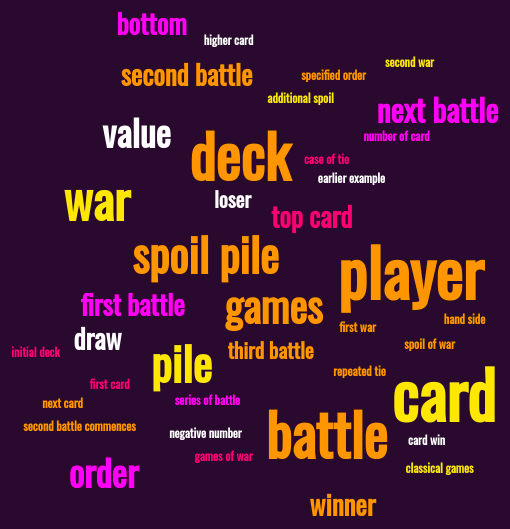 bottom
higher card
second war
second battle
specified order
additional spoil
next battle
value
number of card
deck
case of tie
earlier example
war
loser
top card
spoil pile
player
first battle
games
hand side
first war
draw
spoil of war
initial deck
third battle
pile
repeated tie
first card
card
next card
series of battle
second battle commences
negative number
battle
card win
games of war
classical games
order
winner